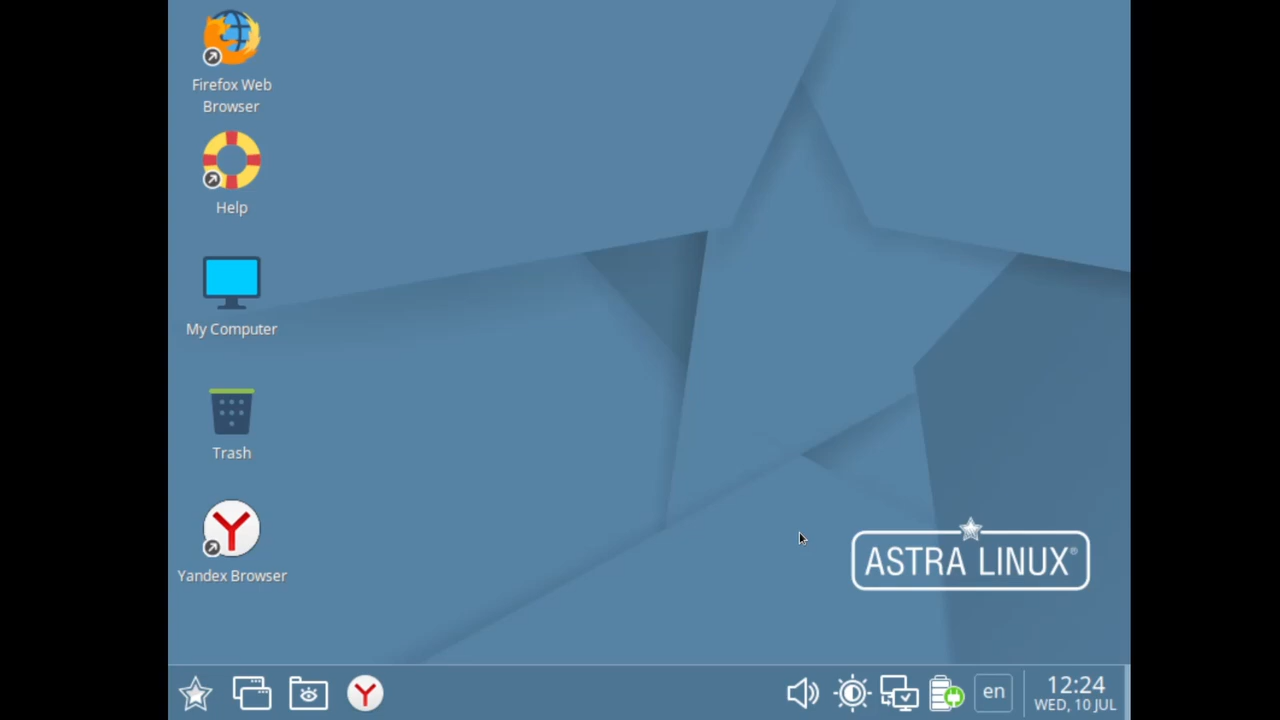 Firefox Web
Browser
Help
My Computer
Trash
Yandex Browser
ASTRA LINUX®
en
12:24
WED, 10 JUL